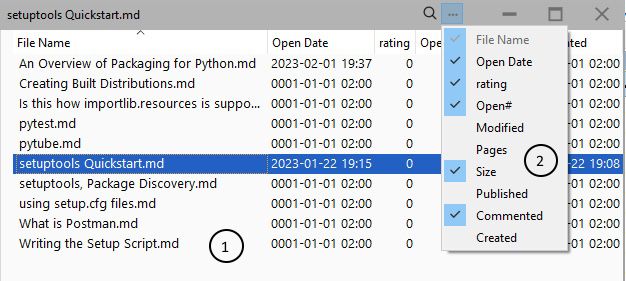 setuptools Quickstart.md ...
File Name Open Date rating Ope ted
An Overview of Packaging for Python.md 2023-02-01 19:37 0 01 02:00
Creating Built Distributions.md 0001-01-01 02:00 0 01 02:00
Is this how importlib.resources is suppo... 0001-01-01 02:00 0 01 02:00
pytest.md 0001-01-01 02:00 0 01 02:00
pytube.md 0001-01-01 02:00 0 01 02:00
setuptools Quickstart.md 2023-01-22 19:15 0 22 19:08
setuptools, Package Discovery.md 0001-01-01 02:00 0 01 02:00
using setup.cfg files.md 0001-01-01 02:00 0 01 02:00
What is Postman.md 0001-01-01 02:00 0 01 02:00
Writing the Setup Script.md 0001-01-01 02:00 0 01 02:00
1
File Name
Open Date
rating
Open#
Modified
Pages
Size
Published
Commented
Created
2